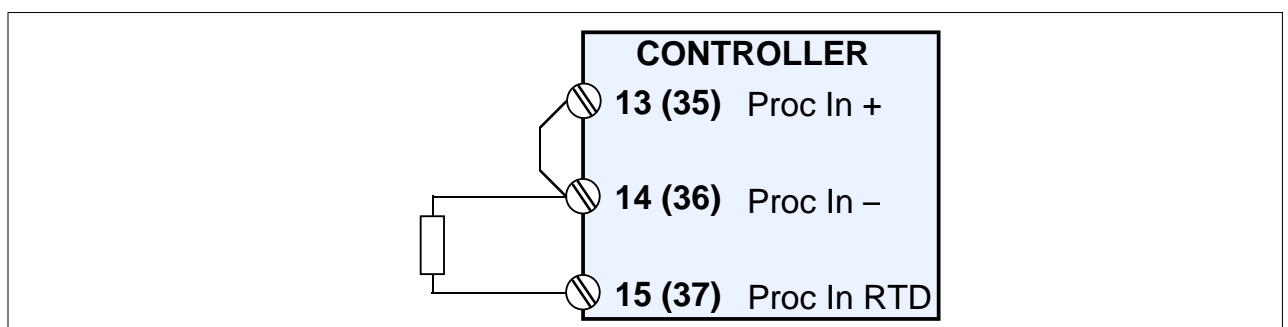 CONTROLLER
13 (35) Proc In +
14 (36) Proc In –
15 (37) Proc In RTD